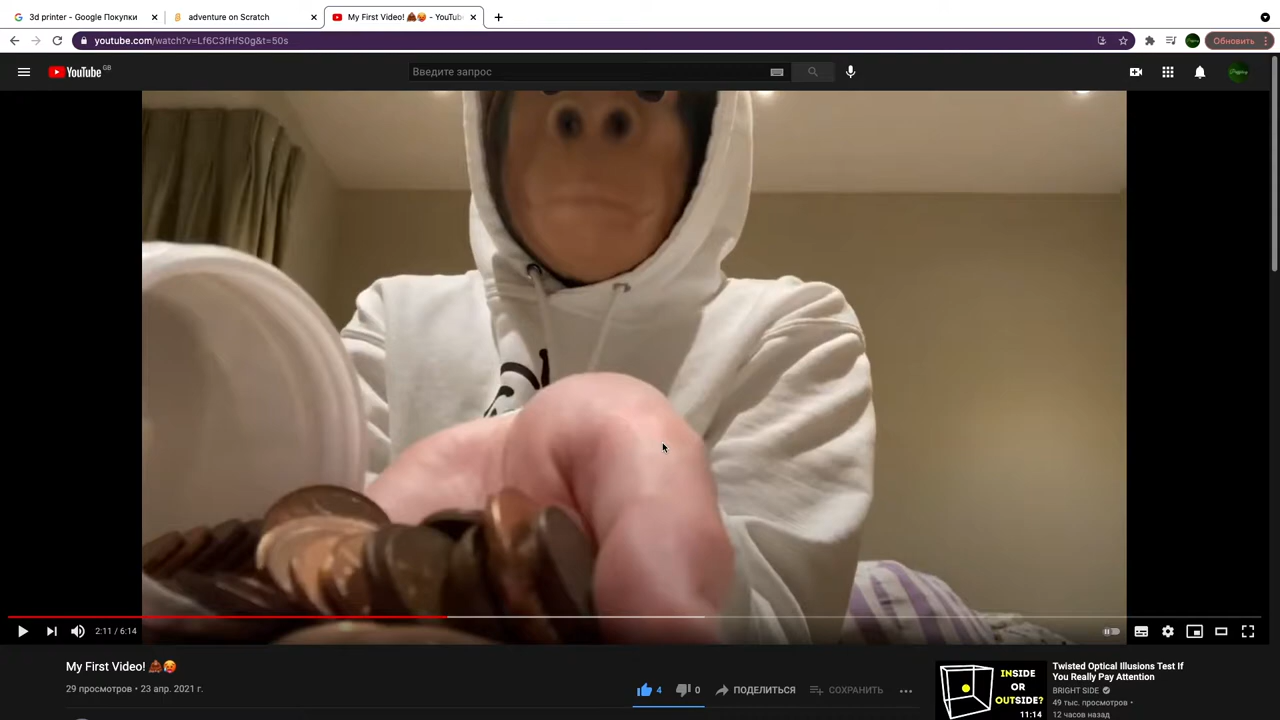 3d printer - Google Покупки
adventure on Scratch
My First Video! 💩🥵 - YouTub
youtube.com/watch?v=Lf6C3fHfS0g&t=50s
Обновить
YouTube GB
Введите запрос
2:11 / 6:14
My First Video! 💩🥵
29 просмотров • 23 апр. 2021 г.
4
0
ПОДЕЛИТЬСЯ
СОХРАНИТЬ
INSIDE
OR
OUTSIDE?
11:14
Twisted Optical Illusions Test If
You Really Pay Attention
BRIGHT SIDE
49 тыс. просмотров •
12 часов назад